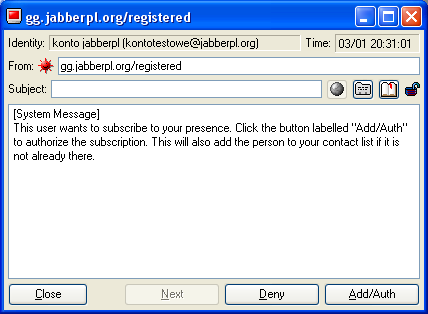 gg.jabberpl.org/registered
Identity: konto jabberpl (kontotestowe@jabberpl.org) Time: 03/01 20:31:01
From: gg.jabberpl.org/registered
Subject:
[System Message]
This user wants to subscribe to your presence. Click the button labelled "Add/Auth"
to authorize the subscription. This will also add the person to your contact list if it is
not already there.
Close Next Deny Add/Auth